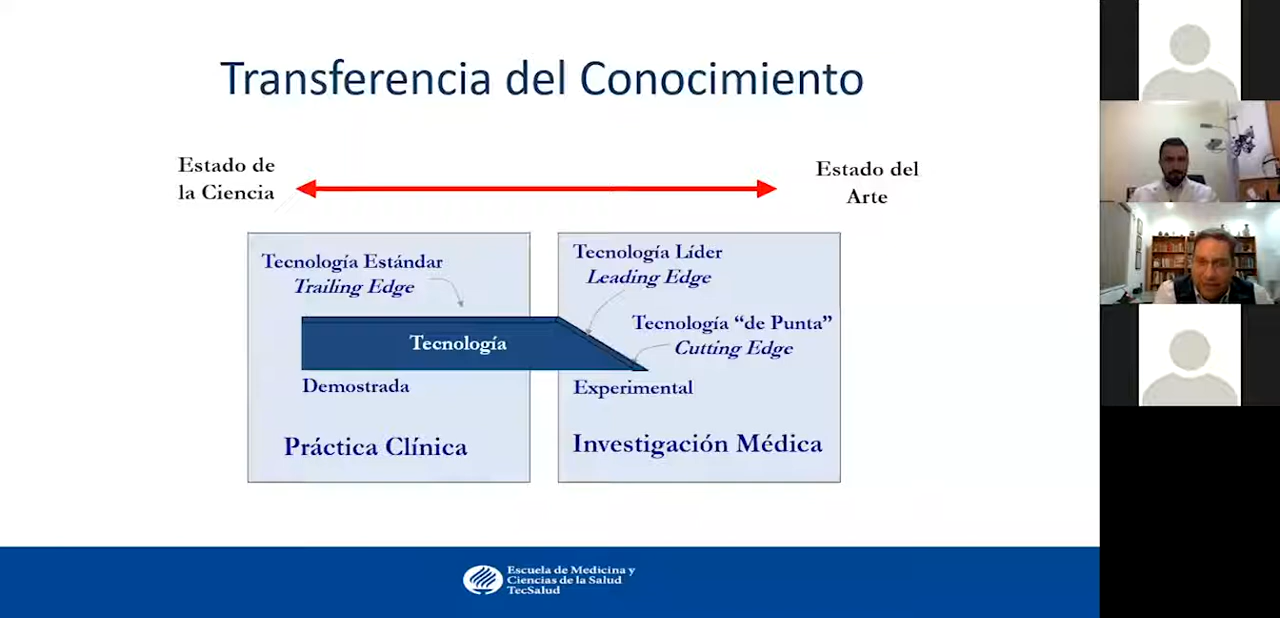 Transferencia del Conocimiento
Estado de
la Ciencia
Estado del
Arte
Tecnología Estándar
Trailing Edge
Tecnología
Demostrada
Práctica Clínica
Tecnología Líder
Leading Edge
Tecnología “de Punta”
Cutting Edge
Experimental
Investigación Médica
Escuela de Medicina y
Ciencias de la Salud
TecSalud